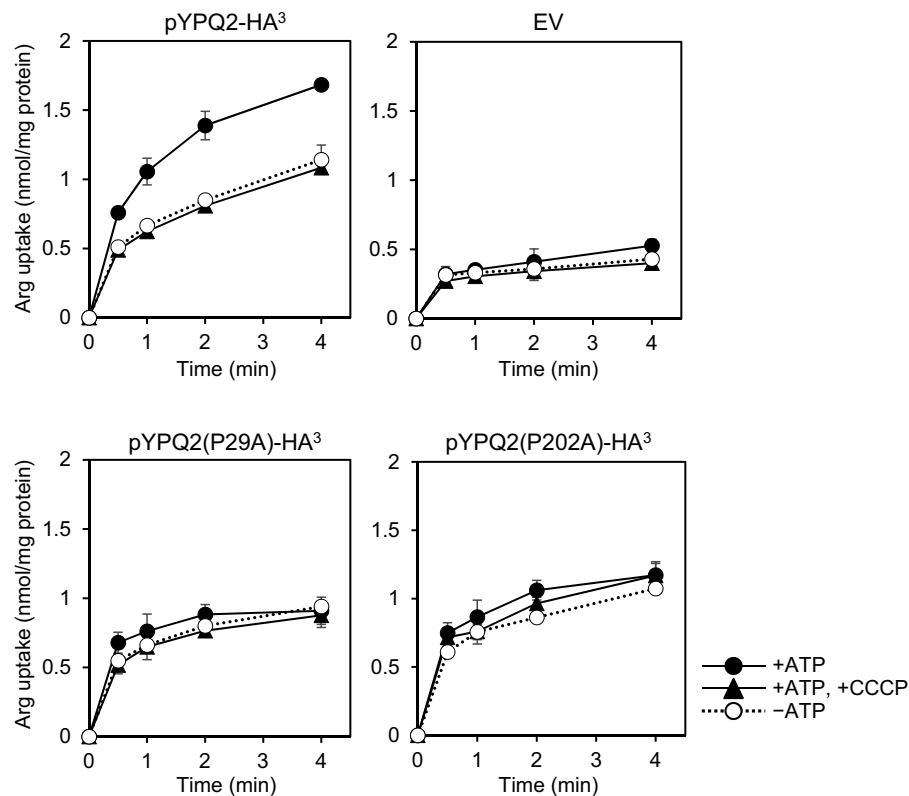 pYPQ2-HA³
EV
Arg uptake (nmol/mg protein)
2
1.5
1
0.5
0
0 1 2 3 4
Time (min)
2
1.5
1
0.5
0
0 1 2 3 4
Time (min)
pYPQ2(P29A)-HA³
pYPQ2(P202A)-HA³
Arg uptake (nmol/mg protein)
2
1.5
1
0.5
0
0 1 2 3 4
Time (min)
2
1.5
1
0.5
0
0 1 2 3 4
Time (min)
+ATP
+ATP, +CCCP
−ATP